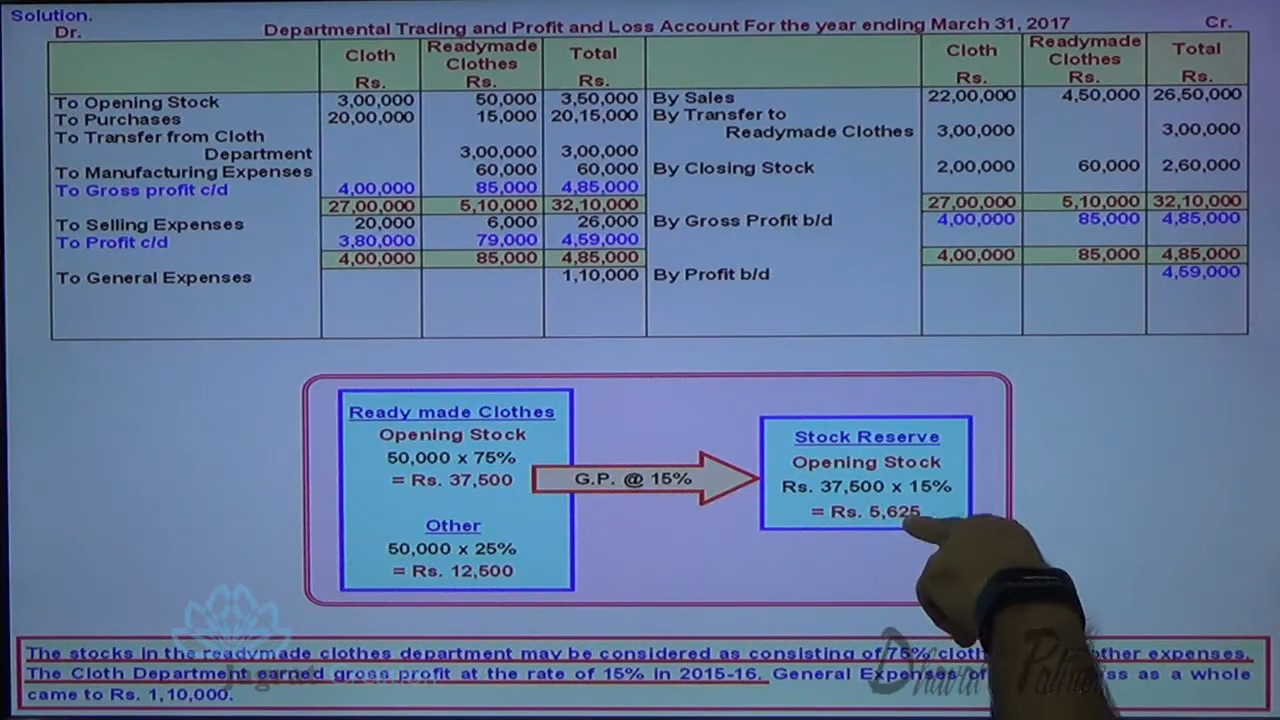 Solution.
Departmental Trading and Profit and Loss Account For the year ending March 31, 2017
Dr. Cr.
Cloth Rs. Readymade Clothes Rs. Total Rs. Cloth Rs. Readymade Clothes Rs. Total Rs.
To Opening Stock 3,00,000 50,000 3,50,000 By Sales 22,00,000 4,50,000 26,50,000
To Purchases 20,00,000 15,000 20,15,000 By Transfer to
To Transfer from Cloth Readymade Clothes 3,00,000 3,00,000
Department 3,00,000 3,00,000
To Manufacturing Expenses 60,000 60,000 By Closing Stock 2,00,000 60,000 2,60,000
To Gross profit c/d 4,00,000 85,000 4,85,000
27,00,000 5,10,000 32,10,000 27,00,000 5,10,000 32,10,000
To Selling Expenses 20,000 6,000 26,000 By Gross Profit b/d 4,00,000 85,000 4,85,000
To Profit c/d 3,80,000 79,000 4,59,000
4,00,000 85,000 4,85,000 4,00,000 85,000 4,85,000
To General Expenses 1,10,000 By Profit b/d 4,59,000
Ready made Clothes
Opening Stock
50,000 x 75%
= Rs. 37,500
Other
50,000 x 25%
= Rs. 12,500
G.P. @ 15%
Stock Reserve
Opening Stock
Rs. 37,500 x 15%
= Rs. 5,625
The stocks in the readymade clothes department may be considered as consisting of 75% cloth other expenses.
The Cloth Department earned gross profit at the rate of 15% in 2015-16. General Expenses of as a whole
came to Rs. 1,10,000.